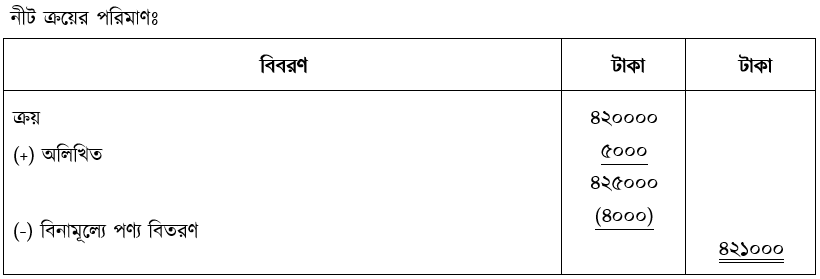 নীট ক্রয়ের পরিমাণঃ
বিবরণ টাকা টাকা
ক্রয় ৪২০০০০
(+) অলিখিত ৫০০০
৪২৫০০০
(-) বিনামূল্যে পণ্য বিতরণ (৪০০০)
৪২১০০০